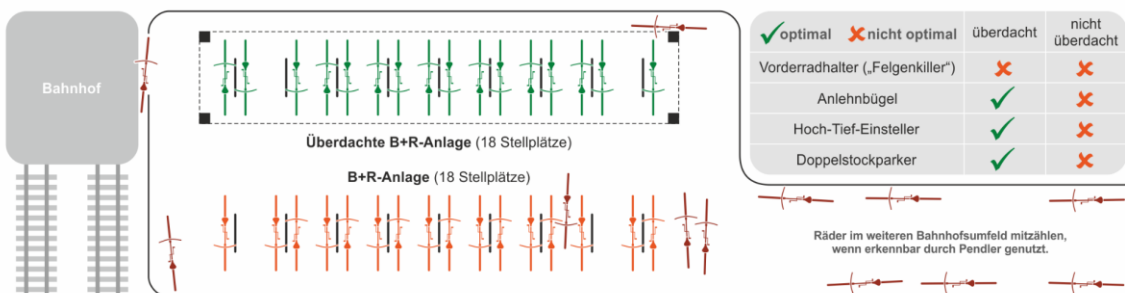 Bahnhof
Überdachte B+R-Anlage (18 Stellplätze)
B+R-Anlage (18 Stellplätze)
optimal nicht optimal überdacht nicht überdacht
Vorderradhalter („Felgenkiller“)
Anlehnbügel
Hoch-Tief-Einsteller
Doppelstockparker
Räder im weiteren Bahnhofsumfeld mitzählen,
wenn erkennbar durch Pendler genutzt.